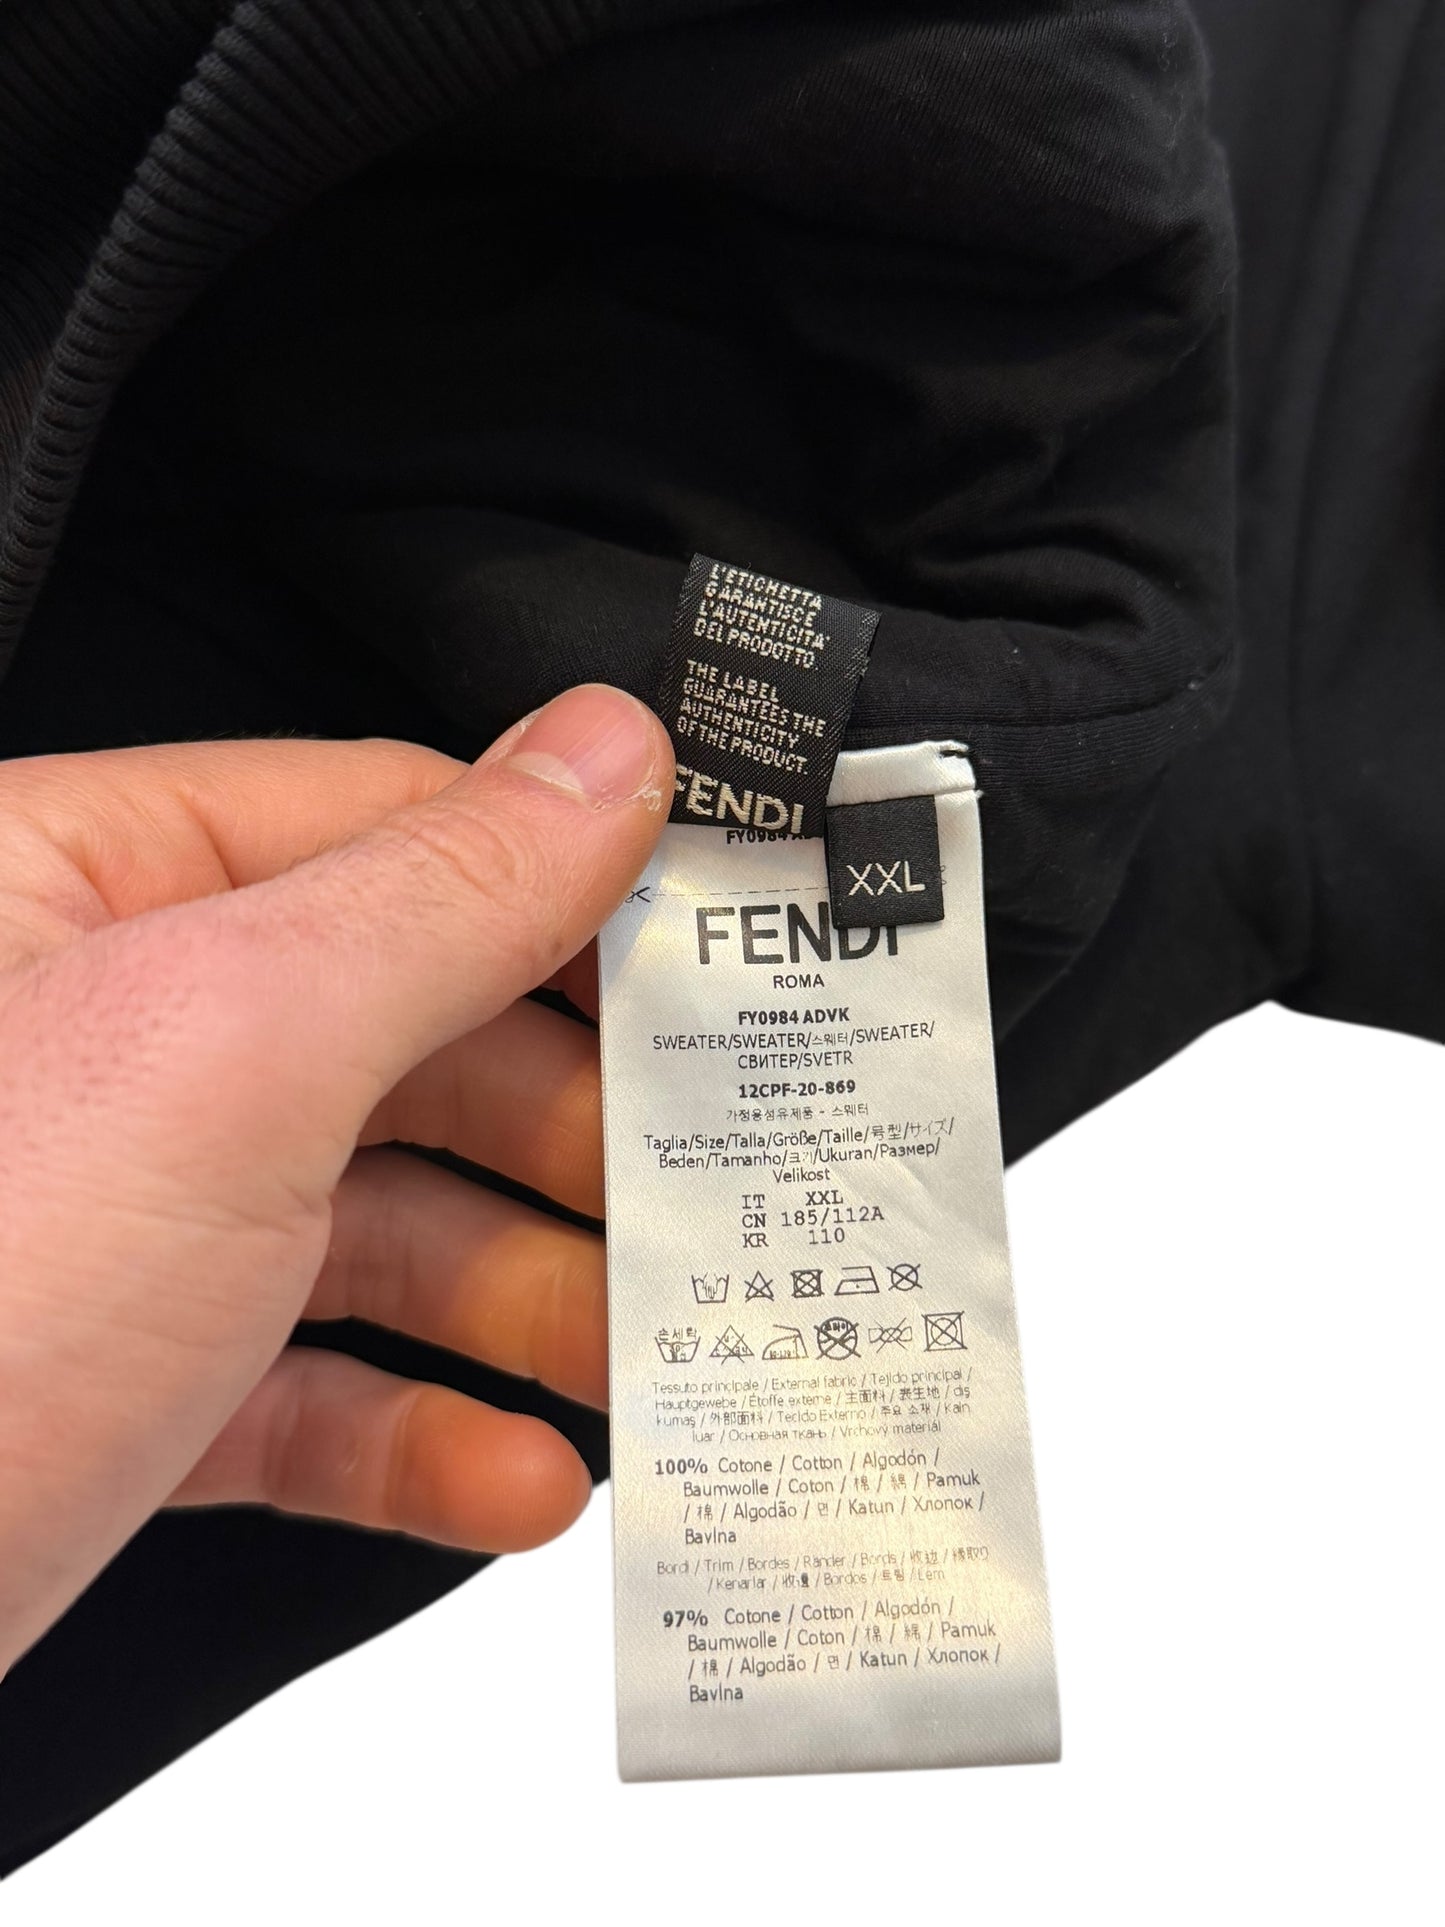 L'ETICHETTA
GARANTISCE
L'AUTENTICITA'
DEL PRODOTTO
THE LABEL
GUARANTEES THE
AUTHENTICITY
OF THE PRODUCT.
FENDI
FY0984
XXL
FENDI
ROMA
FY0984 ADVK
SWEATER/SWEATER/스웨터/SWEATER/
СВИТЕР/SVETR
12CPF-20-869
가정용섬유제품 - 스웨터
Taglia/Size/Talla/Größe/Taille/号型/サイズ/
Beden/Tamanho/크기/Ukuran/Размер/
Velikost
IT XXL
CN 185/112A
KR 110
손세탁
Tessuto principale / External fabric / Tejido principal /
Hauptgewebe / Étoffe externe / 主面料 / 表生地 / dış
kumaş / 外部面料 / Tecido Externo / 주요 소재 / Kain
luar / Основная ткань / Vrchový materiál
100% Cotone / Cotton / Algodón /
Baumwolle / Coton / 棉 / 綿 / Pamuk
/ 棉 / Algodão / 면 / Katun / Хлопок /
Bavlna
Bordi / Trim / Bordes / Ränder / Bords / 收边 / 縁取り
/ Kenarlar / / Bordos / 트림 / Lem
97% Cotone / Cotton / Algodón /
Baumwolle / Coton / 棉 / 綿 / Pamuk
/ 棉 / Algodão / 면 / Katun / Хлопок /
Bavlna